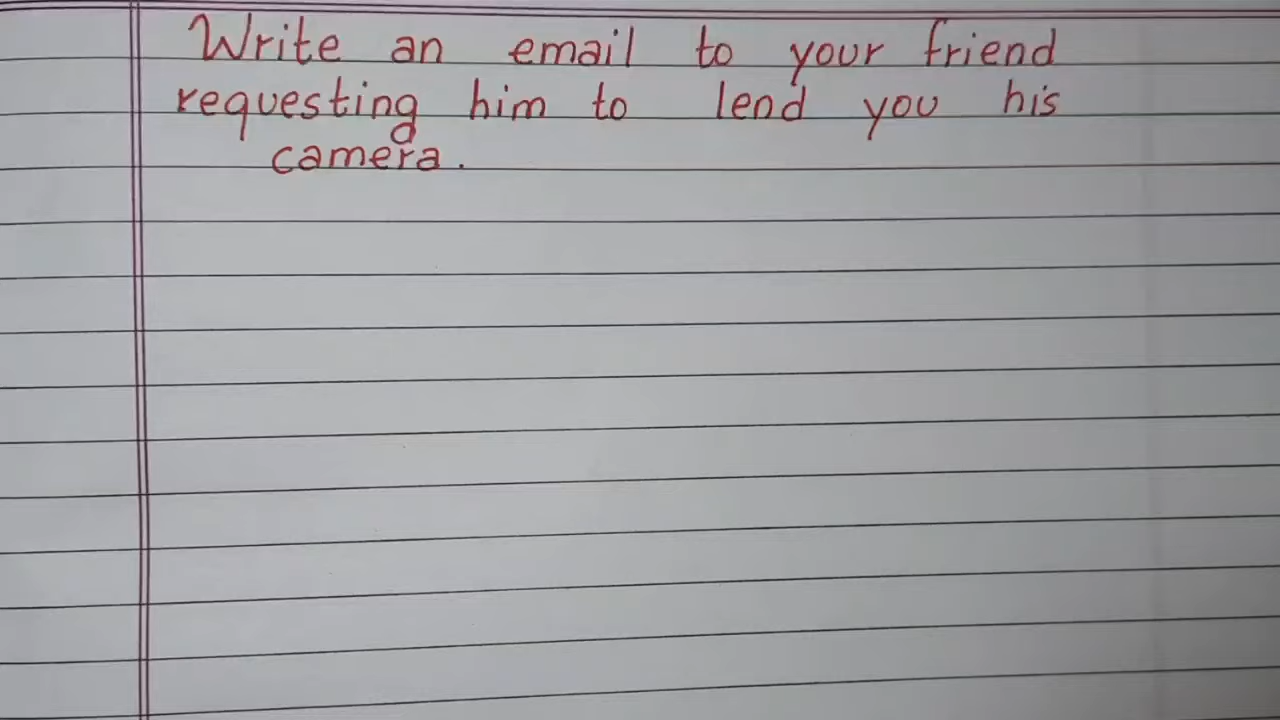 Write an email to your friend
requesting him to lend you his
camera.